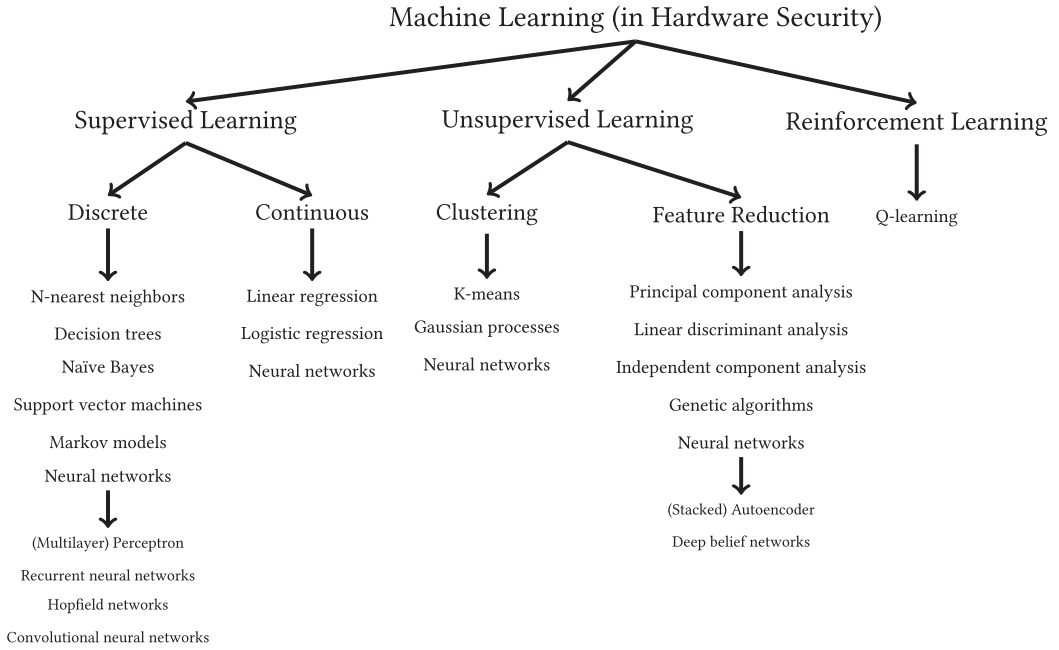 Machine Learning (in Hardware Security)
Supervised Learning
Unsupervised Learning
Reinforcement Learning
Discrete
Continuous
Clustering
Feature Reduction
Q-learning
N-nearest neighbors
Decision trees
Naïve Bayes
Support vector machines
Markov models
Neural networks
(Multilayer) Perceptron
Recurrent neural networks
Hopfield networks
Convolutional neural networks
Linear regression
Logistic regression
Neural networks
K-means
Gaussian processes
Neural networks
Principal component analysis
Linear discriminant analysis
Independent component analysis
Genetic algorithms
Neural networks
(Stacked) Autoencoder
Deep belief networks